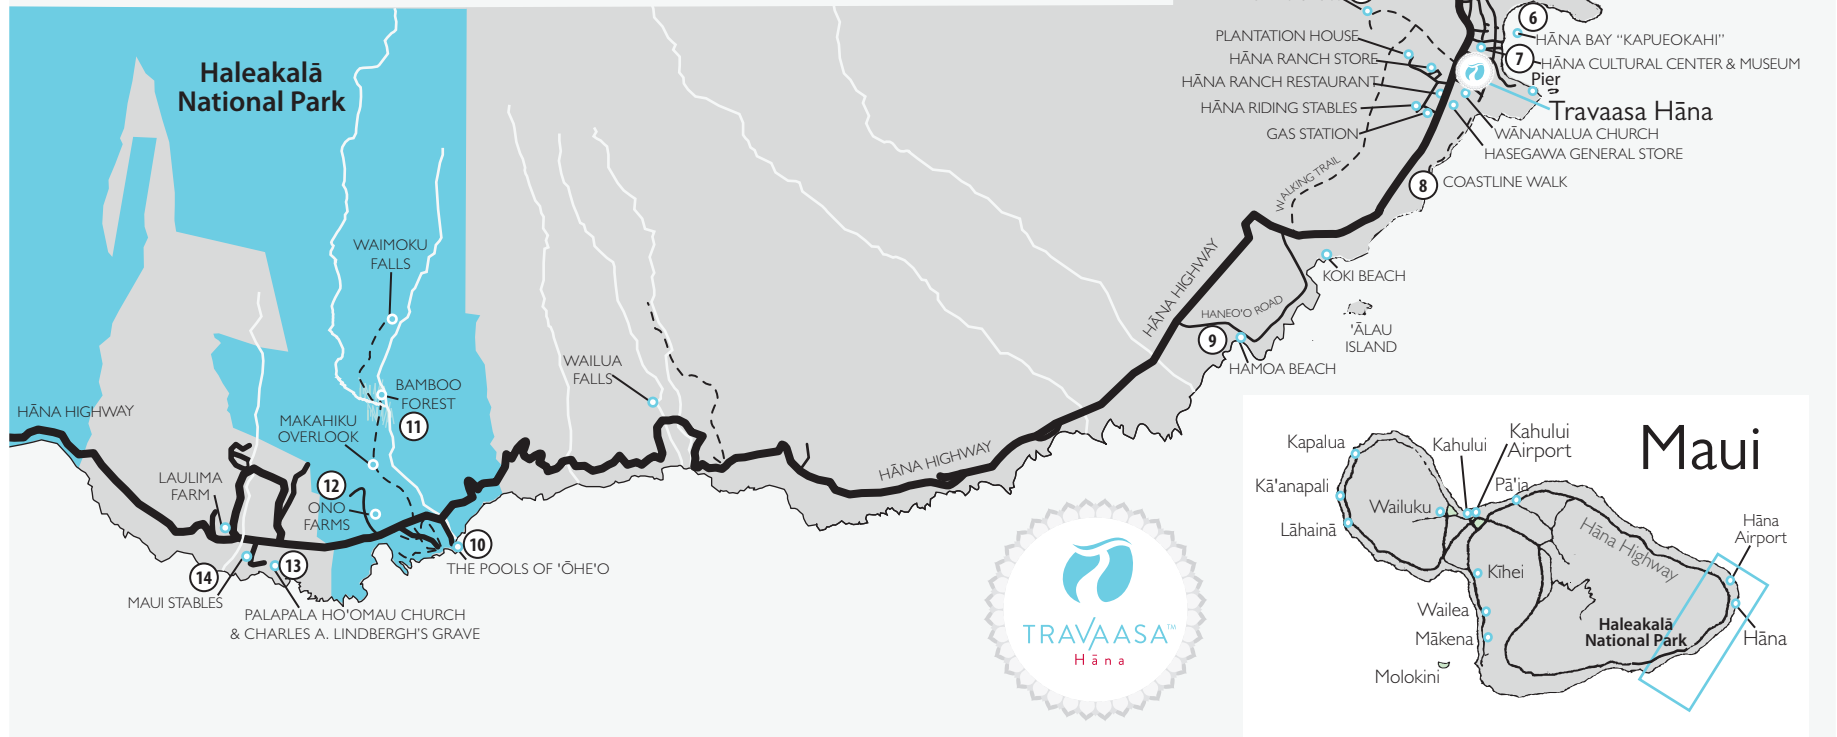 Haleakalā
National Park
PLANTATION HOUSE
HĀNA RANCH STORE
HĀNA RANCH RESTAURANT
HĀNA RIDING STABLES
GAS STATION
6
HĀNA BAY “KAPUEOKAHI”
7
HĀNA CULTURAL CENTER & MUSEUM
Pier
Travaasa Hāna
WĀNANALUA CHURCH
HASEGAWA GENERAL STORE
8
COASTLINE WALK
WALKING TRAIL
KOKI BEACH
HĀNA HIGHWAY
HANEO'O ROAD
'ĀLAU
ISLAND
9
HAMOA BEACH
WAIMOKU
FALLS
WAILUA
FALLS
BAMBOO
FOREST
11
MAKAHIKU
OVERLOOK
HĀNA HIGHWAY
HĀNA HIGHWAY
LAULIMA
FARM
12
ONO
FARMS
10
THE POOLS OF 'ŌHE'O
13
14
MAUI STABLES
PALAPALA HO'OMAU CHURCH
& CHARLES A. LINDBERGH'S GRAVE
TRAVAASA™
Hāna
Maui
Kapalua
Kahului
Kahului
Airport
Kā'anapali
Wailuku
Pā'ia
Lāhainā
Hāna Highway
Hāna
Airport
Kīhei
Wailea
Mākena
Haleakalā
National Park
Hāna
Molokini